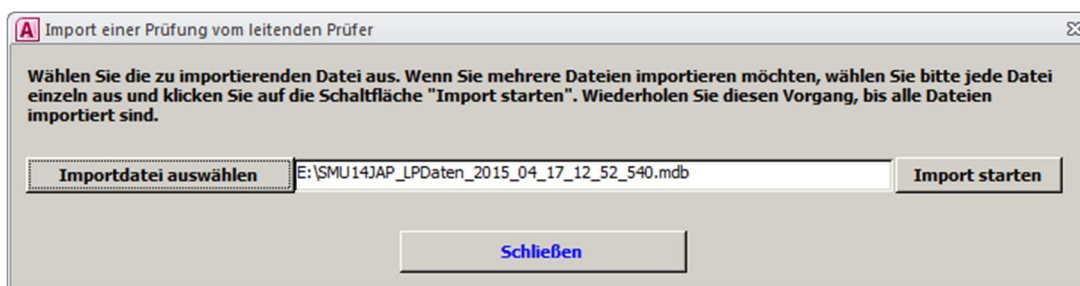 Import einer Prüfung vom leitenden Prüfer
Wählen Sie die zu importierenden Datei aus. Wenn Sie mehrere Dateien importieren möchten, wählen Sie bitte jede Datei
einzeln aus und klicken Sie auf die Schaltfläche "Import starten". Wiederholen Sie diesen Vorgang, bis alle Dateien
importiert sind.
Importdatei auswählen E:\SMU14JAP_LPDaten_2015_04_17_12_52_540.mdb Import starten
Schließen